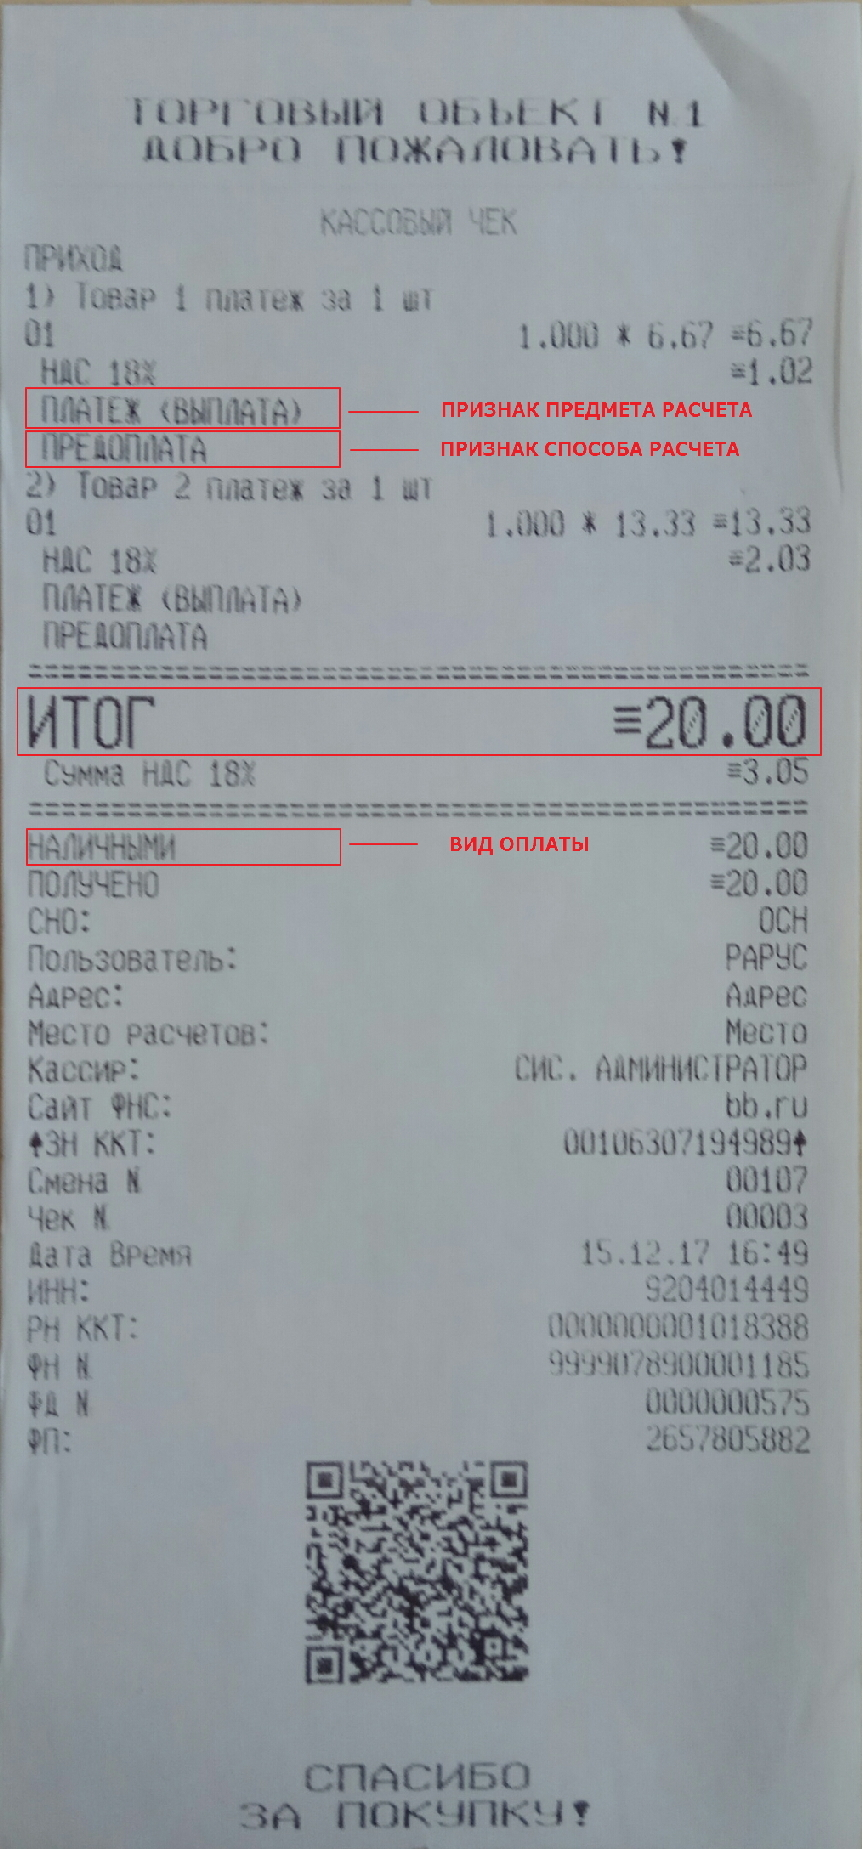 ТОРГОВЫЙ ОБЪЕКТ №1
ДОБРО ПОЖАЛОВАТЬ!
КАССОВЫЙ ЧЕК
ПРИХОД
1) Товар 1 платеж за 1 шт
01 1.000 * 6.67 ≡6.67
НДС 18% ≡1.02
ПЛАТЕЖ (ВЫПЛАТА) ПРИЗНАК ПРЕДМЕТА РАСЧЕТА
ПРЕДОПЛАТА ПРИЗНАК СПОСОБА РАСЧЕТА
2) Товар 2 платеж за 1 шт
01 1.000 * 13.33 ≡13.33
НДС 18% ≡2.03
ПЛАТЕЖ (ВЫПЛАТА)
ПРЕДОПЛАТА
ИТОГ ≡20.00
Сумма НДС 18% ≡3.05
НАЛИЧНЫМИ ВИД ОПЛАТЫ ≡20.00
ПОЛУЧЕНО ≡20.00
СНО: ОСН
Пользователь: РАРУС
Адрес: Адрес
Место расчетов: Место
Кассир: СИС. АДМИНИСТРАТОР
Сайт ФНС: bb.ru
ЗН ККТ: 00106307194989
Смена № 00107
Чек № 00003
Дата Время 15.12.17 16:49
ИНН: 9204014449
РН ККТ: 0000000001018388
ФН № 9999078900001185
ФД № 0000000575
ФП: 2657805882
СПАСИБО
ЗА ПОКУПКУ!